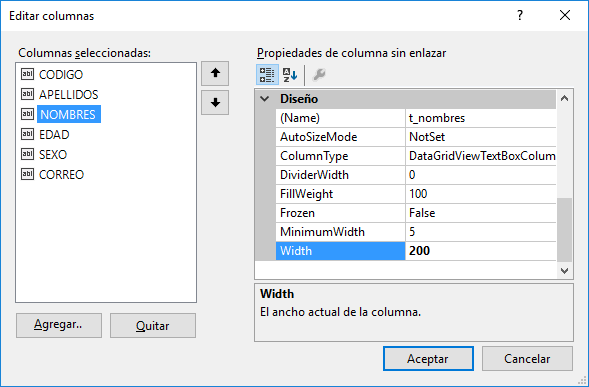 Editar columnas
?
Columnas seleccionadas:
CODIGO
APELLIDOS
NOMBRES
EDAD
SEXO
CORREO
Agregar..
Quitar
Propiedades de columna sin enlazar
Diseño
(Name) t_nombres
AutoSizeMode NotSet
ColumnType DataGridViewTextBoxColum
DividerWidth 0
FillWeight 100
Frozen False
MinimumWidth 5
Width 200
Width
El ancho actual de la columna.
Aceptar
Cancelar